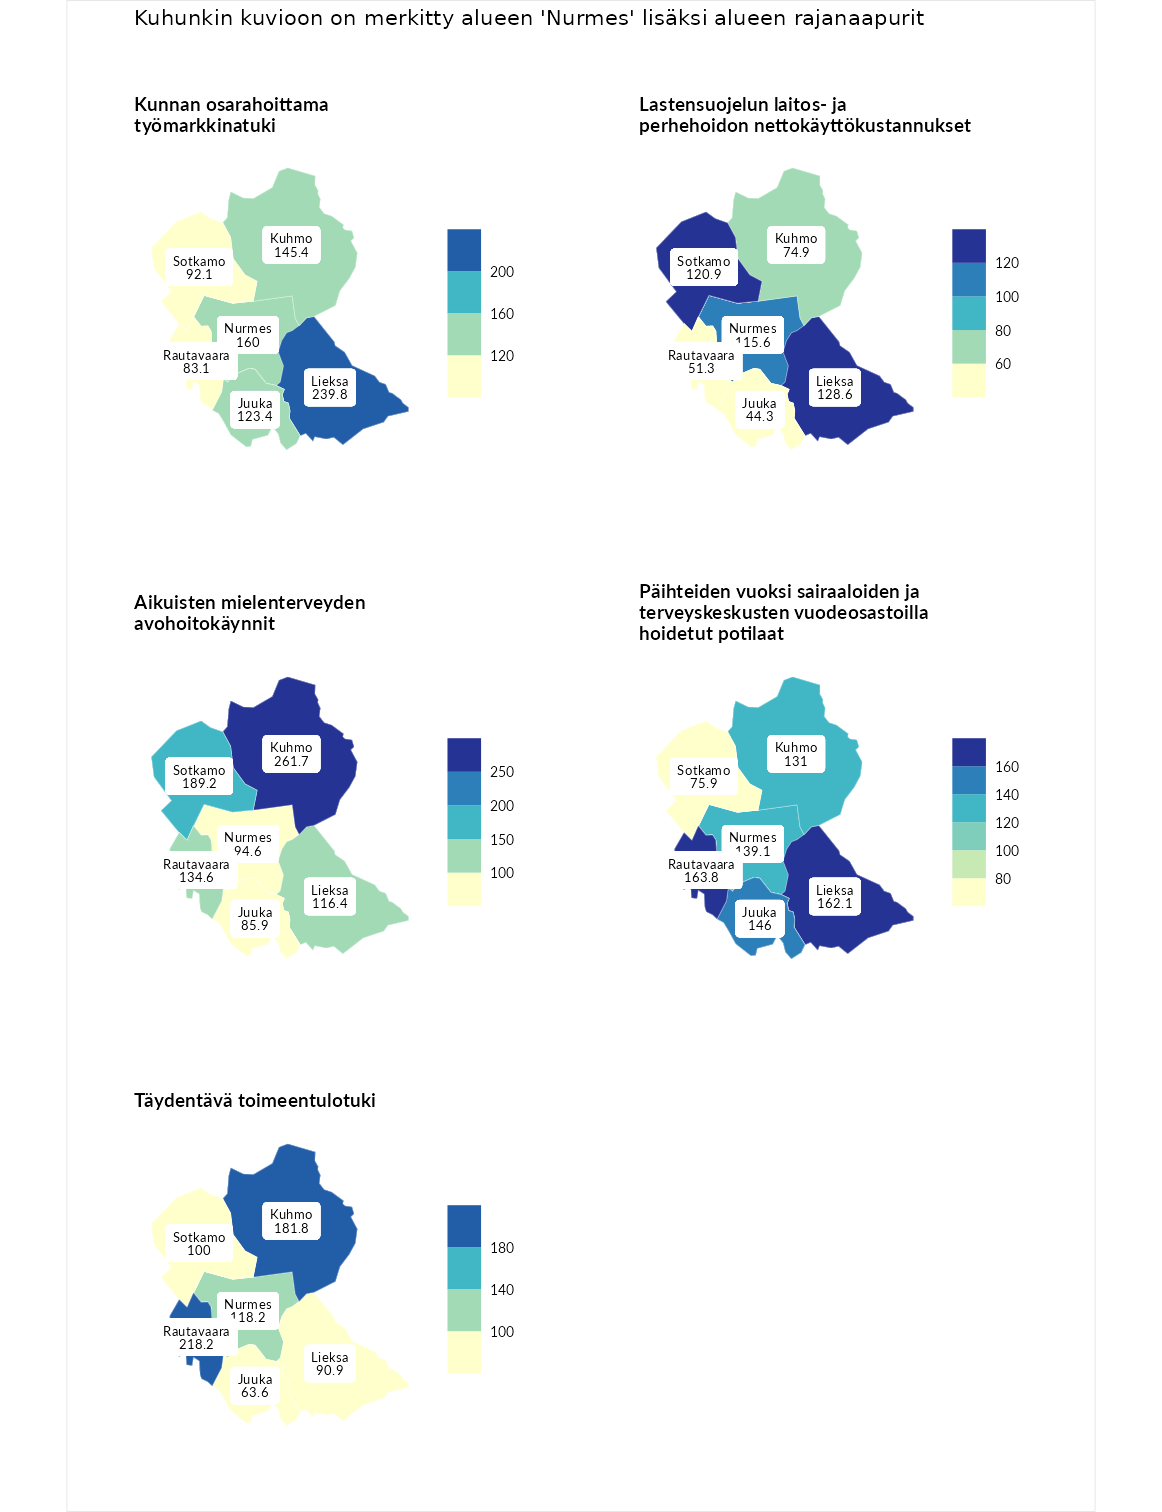 Kuhunkin kuvioon on merkitty alueen 'Nurmes' lisäksi alueen rajanaapurit
Kunnan osarahoittama
työmarkkinatuki
Kuhmo
145.4
Sotkamo
92.1
Nurmes
160
Rautavaara
83.1
Lieksa
239.8
Juuka
123.4
200
160
120
Lastensuojelun laitos- ja
perhehoidon nettokäyttökustannukset
Kuhmo
74.9
Sotkamo
120.9
Nurmes
115.6
Rautavaara
51.3
Lieksa
128.6
Juuka
44.3
120
100
80
60
Aikuisten mielenterveyden
avohoitokäynnit
Kuhmo
261.7
Sotkamo
189.2
Nurmes
94.6
Rautavaara
134.6
Lieksa
116.4
Juuka
85.9
250
200
150
100
Päihteiden vuoksi sairaaloiden ja
terveyskeskusten vuodeosastoilla
hoidetut potilaat
Kuhmo
131
Sotkamo
75.9
Nurmes
139.1
Rautavaara
163.8
Lieksa
162.1
Juuka
146
160
140
120
100
80
Täydentävä toimeentulotuki
Kuhmo
181.8
Sotkamo
100
Nurmes
118.2
Rautavaara
218.2
Lieksa
90.9
Juuka
63.6
180
140
100